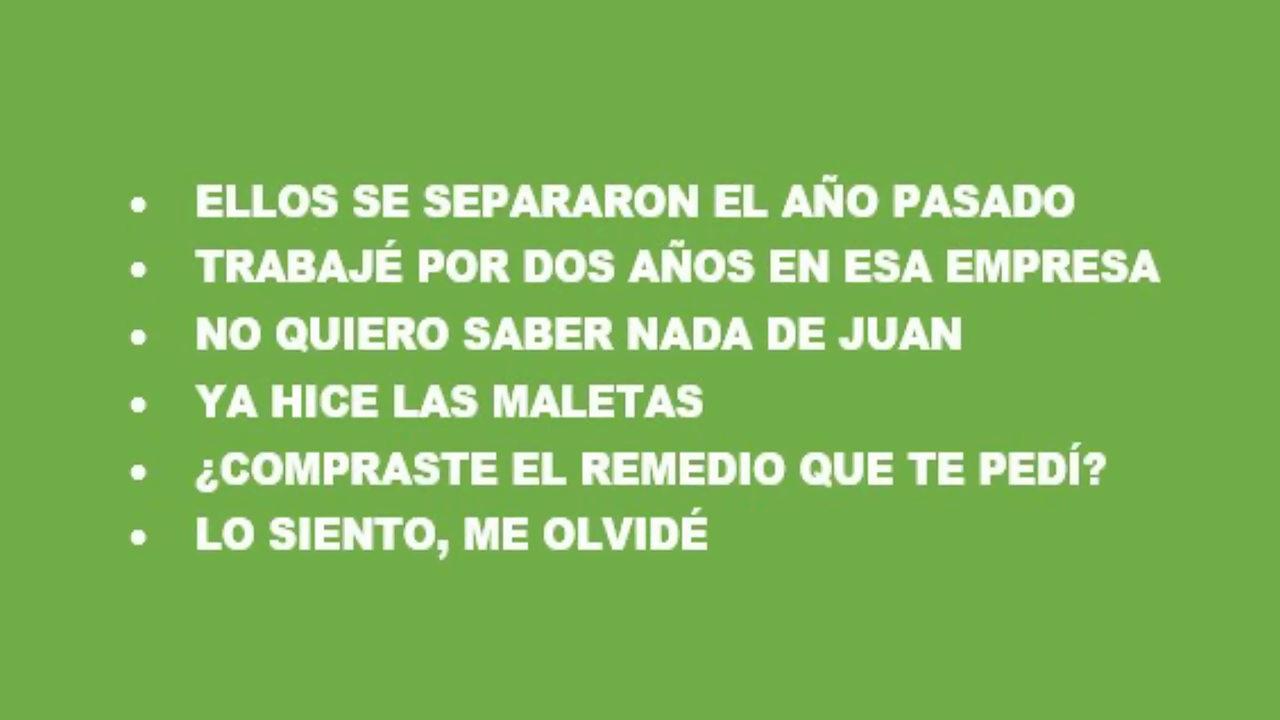 • ELLOS SE SEPARARON EL AÑO PASADO
• TRABAJÉ POR DOS AÑOS EN ESA EMPRESA
• NO QUIERO SABER NADA DE JUAN
• YA HICE LAS MALETAS
• ¿COMPRASTE EL REMEDIO QUE TE PEDÍ?
• LO SIENTO, ME OLVIDÉ